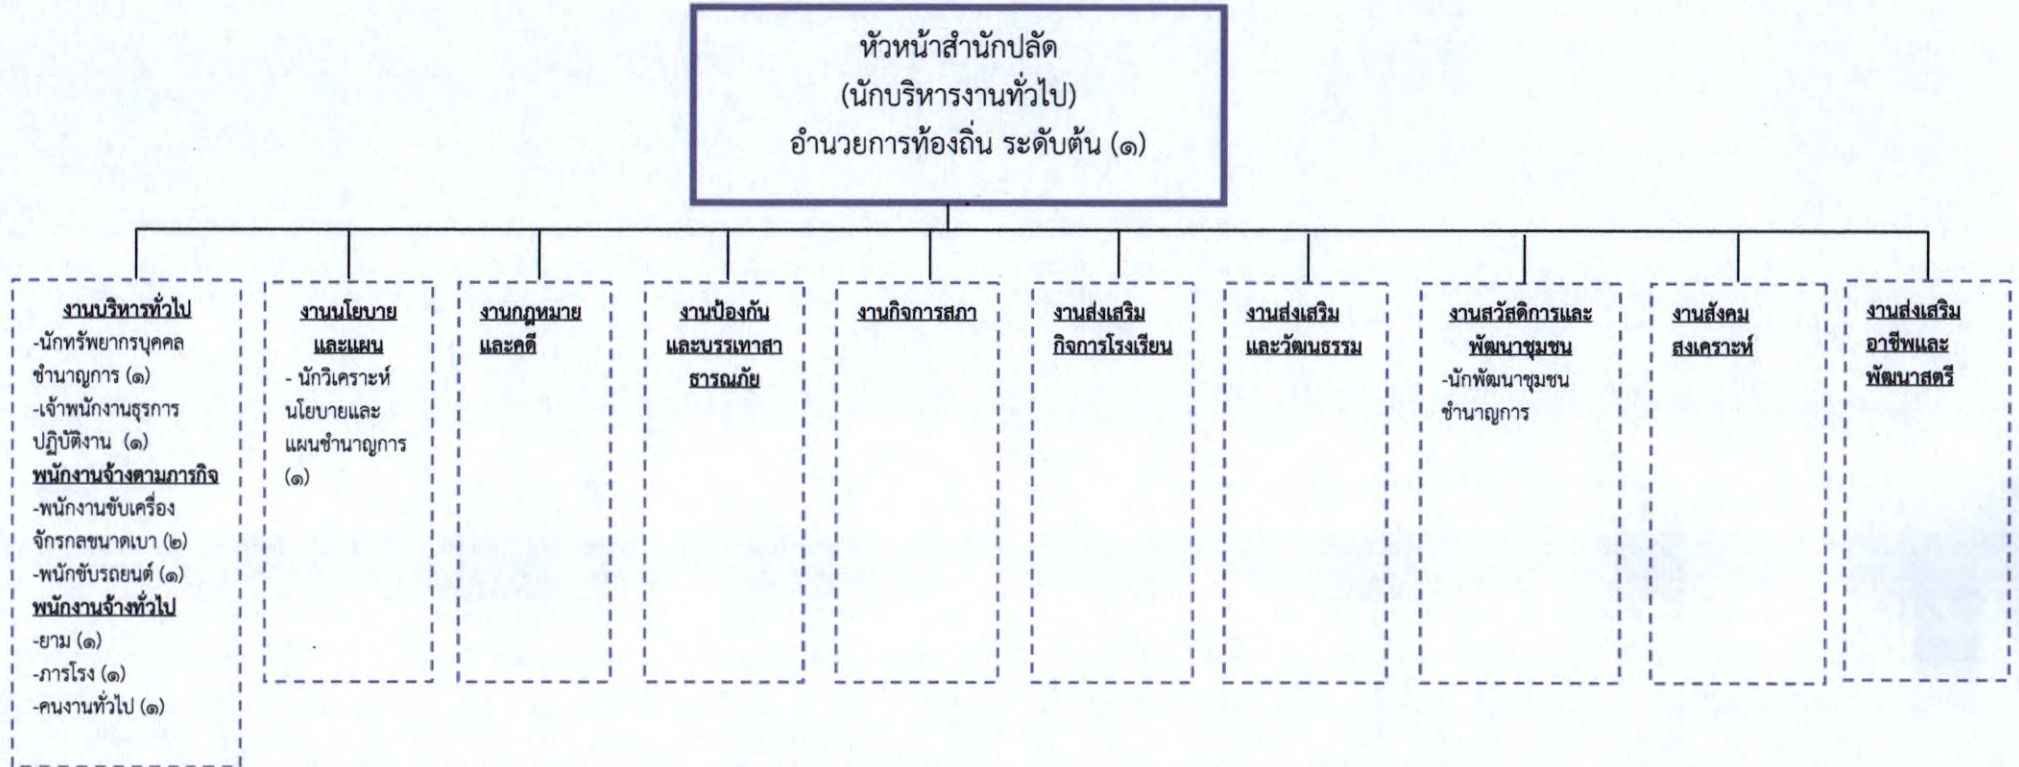 หัวหน้าสำนักปลัด
(นักบริหารงานทั่วไป)
อำนวยการท้องถิ่น ระดับต้น (๑)
งานบริหารทั่วไป
-นักทรัพยากรบุคคล
ชำนาญการ (๑)
-เจ้าพนักงานธุรการ
ปฏิบัติงาน (๑)
พนักงานจ้างตามภารกิจ
-พนักงานขับเครื่อง
จักรกลขนาดเบา (๒)
-พนักขับรถยนต์ (๑)
พนักงานจ้างทั่วไป
-ยาม (๑)
-ภารโรง (๑)
-คนงานทั่วไป (๑)
งานนโยบาย
และแผน
- นักวิเคราะห์
นโยบายและ
แผนชำนาญการ
(๑)
งานกฎหมาย
และคดี
งานป้องกัน
และบรรเทาสา
ธารณภัย
งานกิจการสภา
งานส่งเสริม
กิจการโรงเรียน
งานส่งเสริม
และวัฒนธรรม
งานสวัสดิการและ
พัฒนาชุมชน
-นักพัฒนาชุมชน
ชำนาญการ
งานสังคม
สงเคราะห์
งานส่งเสริม
อาชีพและ
พัฒนาสตรี